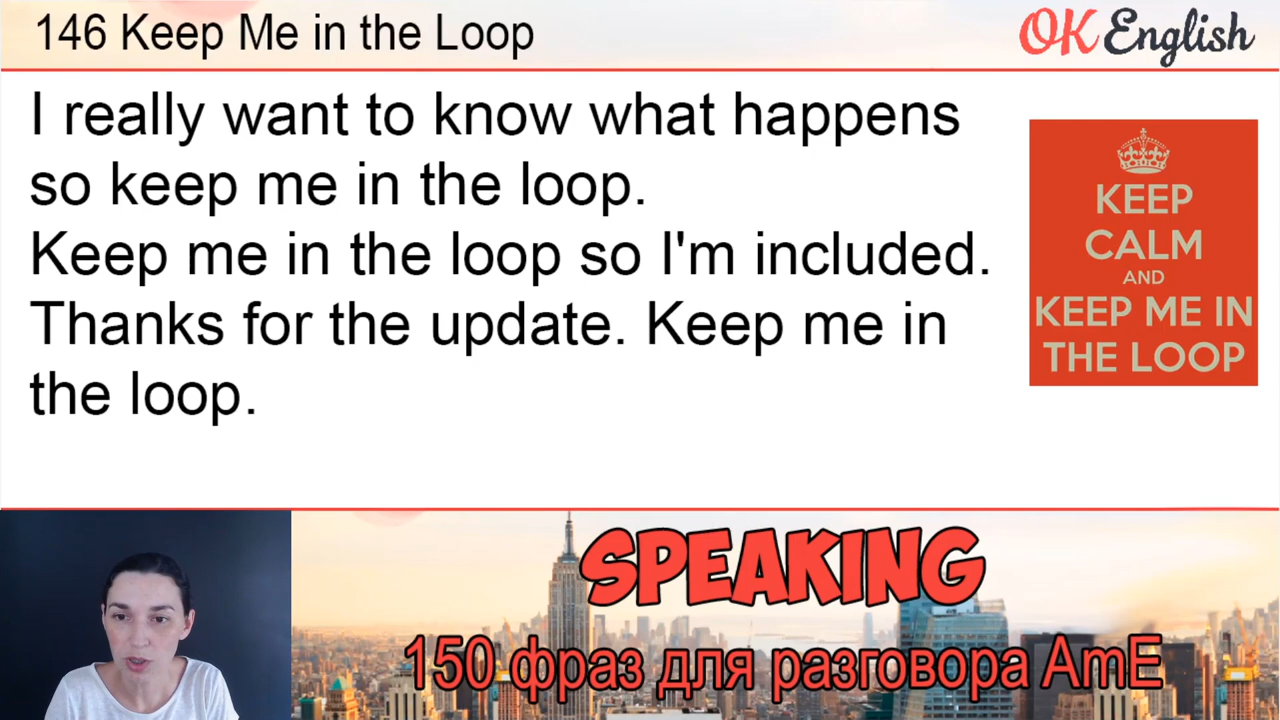 146 Keep Me in the Loop
OK English
I really want to know what happens
so keep me in the loop.
Keep me in the loop so I'm included.
Thanks for the update. Keep me in
the loop.
KEEP
CALM
AND
KEEP ME IN
THE LOOP
SPEAKING
150 фраз для разговора AmE